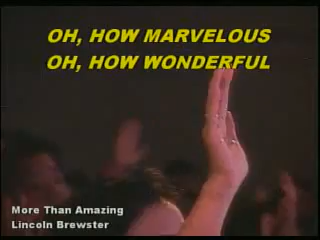 OH, HOW MARVELOUS
OH, HOW WONDERFUL
More Than Amazing
Lincoln Brewster